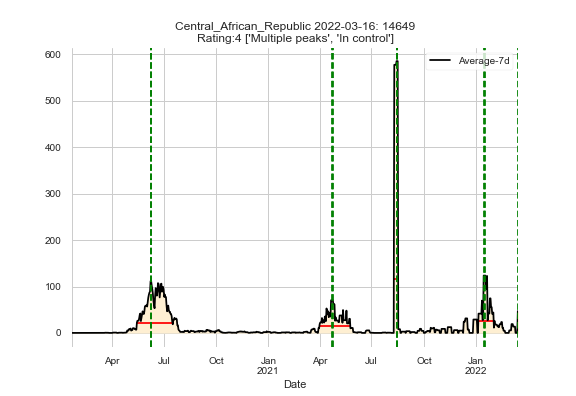 Central_African_Republic 2022-03-16: 14649
Rating:4 ['Multiple peaks', 'In control']
Average-7d
600
500
400
300
200
100
0
Apr
Jul
Oct
Jan
2021
Apr
Jul
Oct
Jan
2022
Date